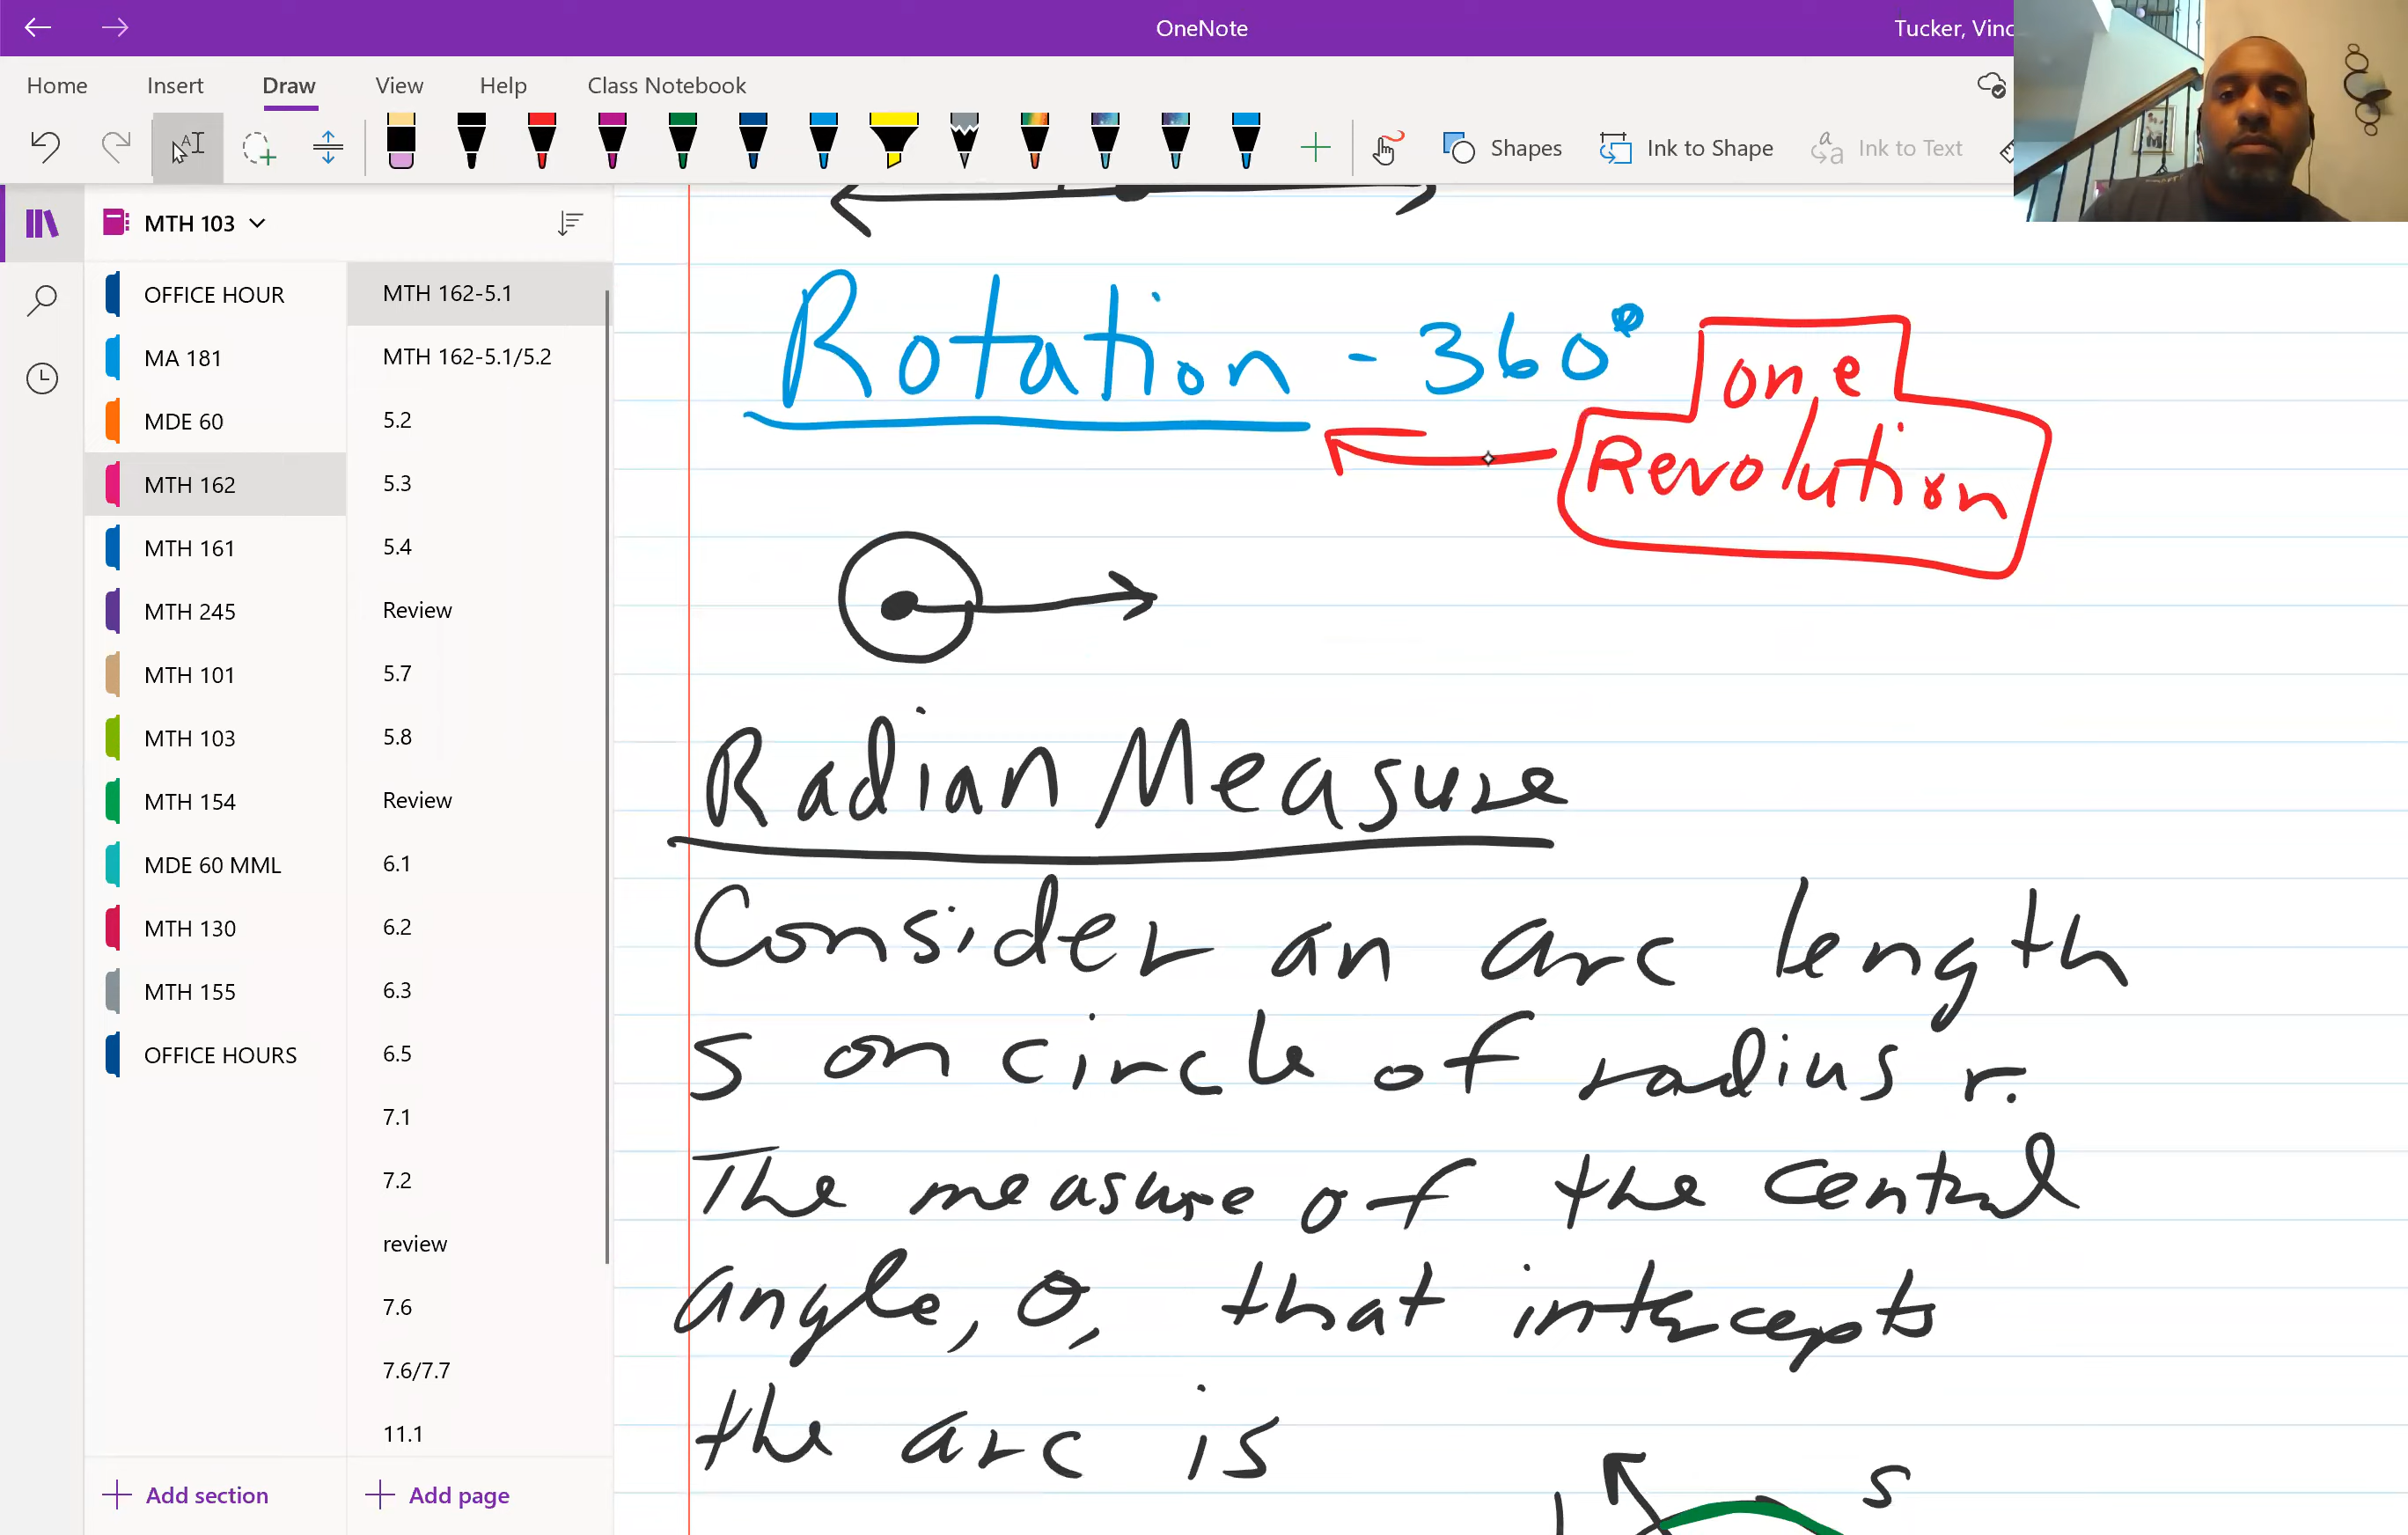 OneNote
Tucker, Vinc
Home
Insert
Draw
View
Help
Class Notebook
Shapes
Ink to Shape
Ink to Text
MTH 103
OFFICE HOUR
MA 181
MDE 60
MTH 162
MTH 161
MTH 245
MTH 101
MTH 103
MTH 154
MDE 60 MML
MTH 130
MTH 155
OFFICE HOURS
Add section
MTH 162-5.1
MTH 162-5.1/5.2
5.2
5.3
5.4
Review
5.7
5.8
Review
6.1
6.2
6.3
6.5
7.1
7.2
review
7.6
7.6/7.7
11.1
Add page
Rotation - 360°
one
Revolution
Radian Measure
Consider an arc length
s on circle of radius r.
The measure of the central
angle, θ, that intercepts
the arc is
s